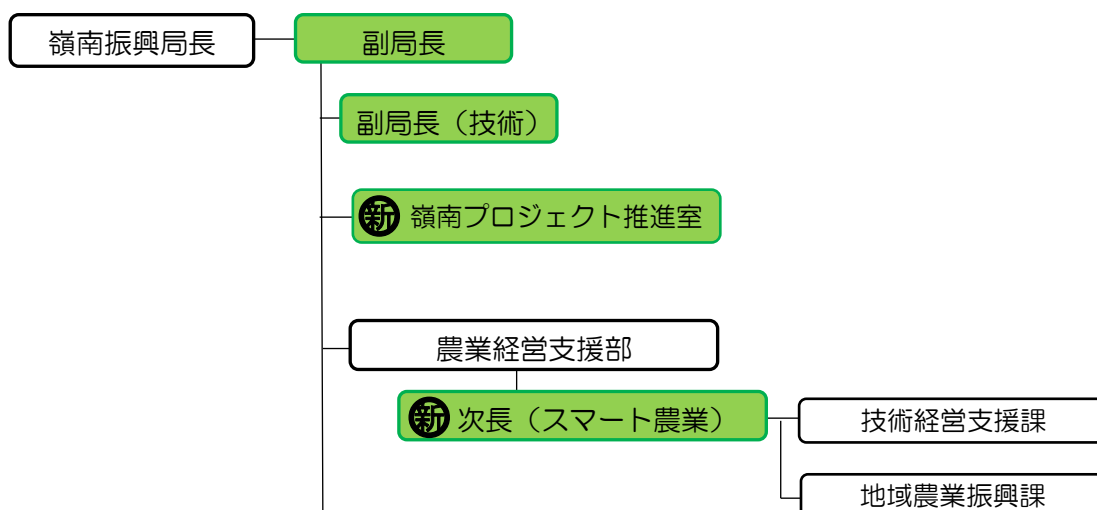 嶺南振興局長
副局長
副局長（技術）
新 嶺南プロジェクト推進室
農業経営支援部
新 次長（スマート農業）
技術経営支援課
地域農業振興課